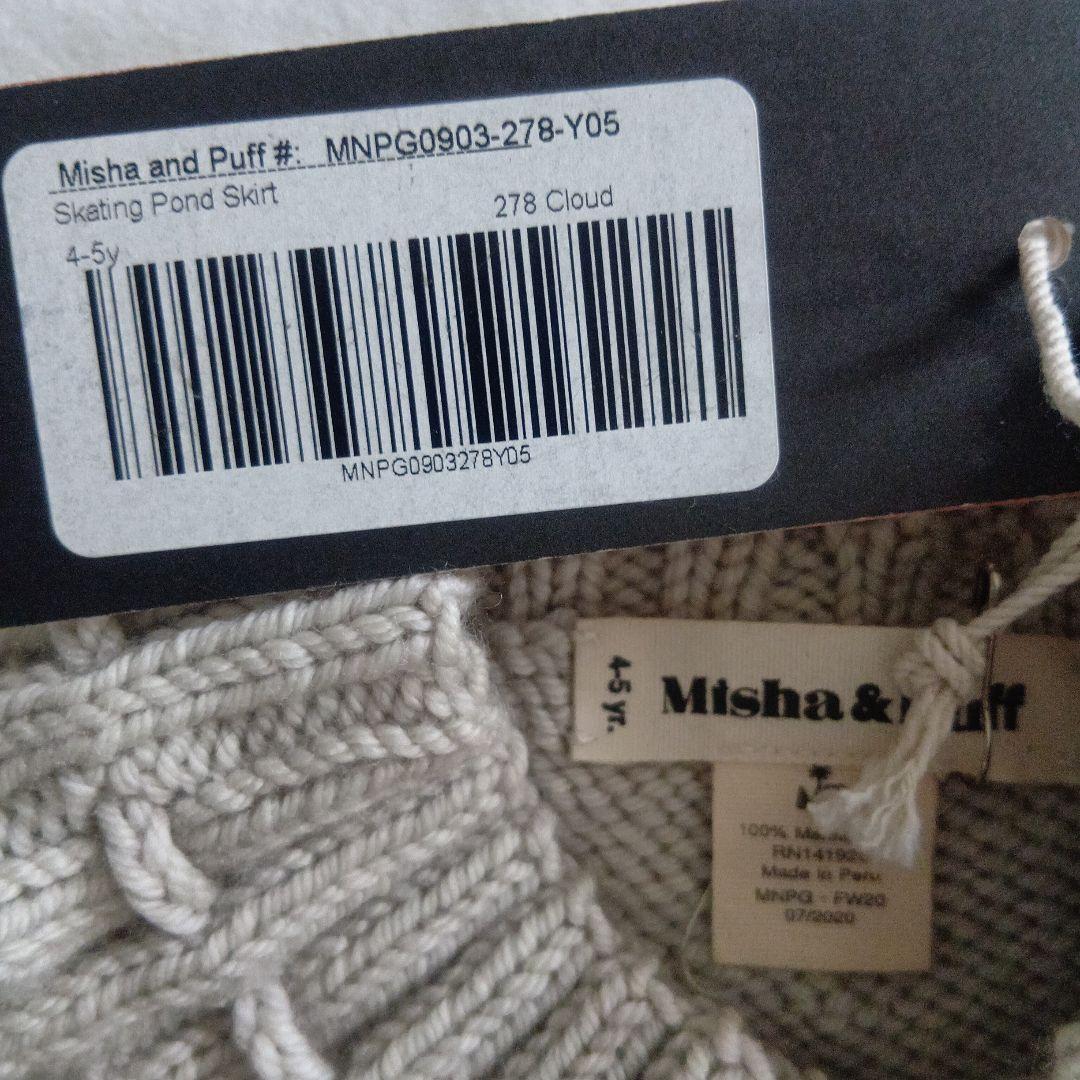 Misha and Puff #: MNPG0903-278-Y05
Skating Pond Skirt 278 Cloud
4-5y
MNPG0903278Y05
4-5 yr.
Misha &
100%
Made in Peru
MNPG - FW20
07/2020